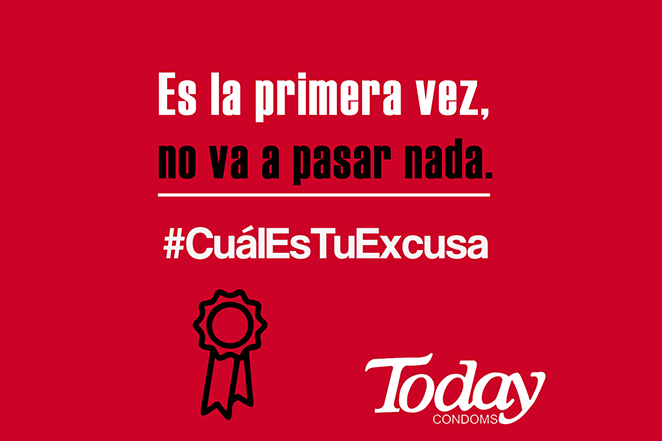 Es la primera vez,
no va a pasar nada.
#CuálEsTuExcusa
Today
CONDOMS